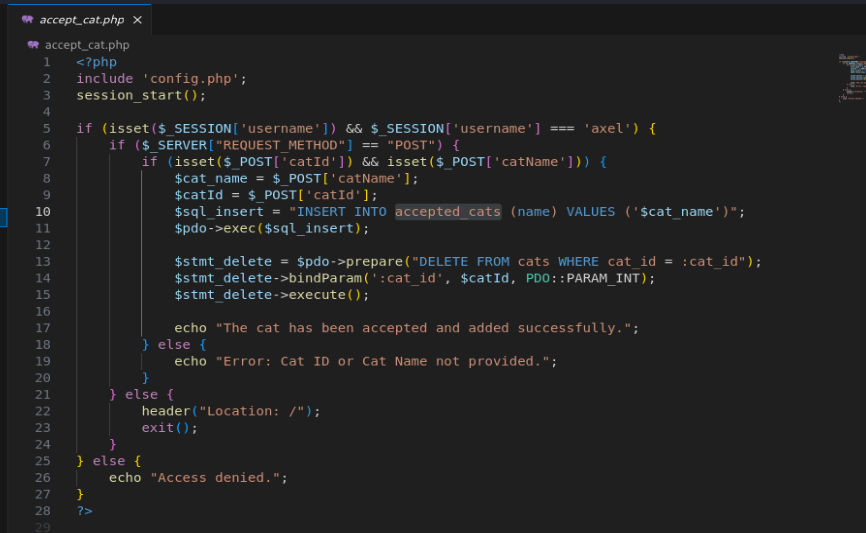 accept_cat.php ×
accept_cat.php
1 <?php
2 include 'config.php';
3 session_start();
4
5 if (isset($_SESSION['username']) && $_SESSION['username'] === 'axel') {
6     if ($_SERVER["REQUEST_METHOD"] == "POST") {
7         if (isset($_POST['catId']) && isset($_POST['catName'])) {
8             $cat_name = $_POST['catName'];
9             $catId = $_POST['catId'];
10             $sql_insert = "INSERT INTO accepted_cats (name) VALUES ('$cat_name')";
11             $pdo->exec($sql_insert);
12
13             $stmt_delete = $pdo->prepare("DELETE FROM cats WHERE cat_id = :cat_id");
14             $stmt_delete->bindParam(':cat_id', $catId, PDO::PARAM_INT);
15             $stmt_delete->execute();
16
17             echo "The cat has been accepted and added successfully.";
18         } else {
19             echo "Error: Cat ID or Cat Name not provided.";
20         }
21     } else {
22         header("Location: /");
23         exit();
24     }
25 } else {
26     echo "Access denied.";
27 }
28 ?>
29